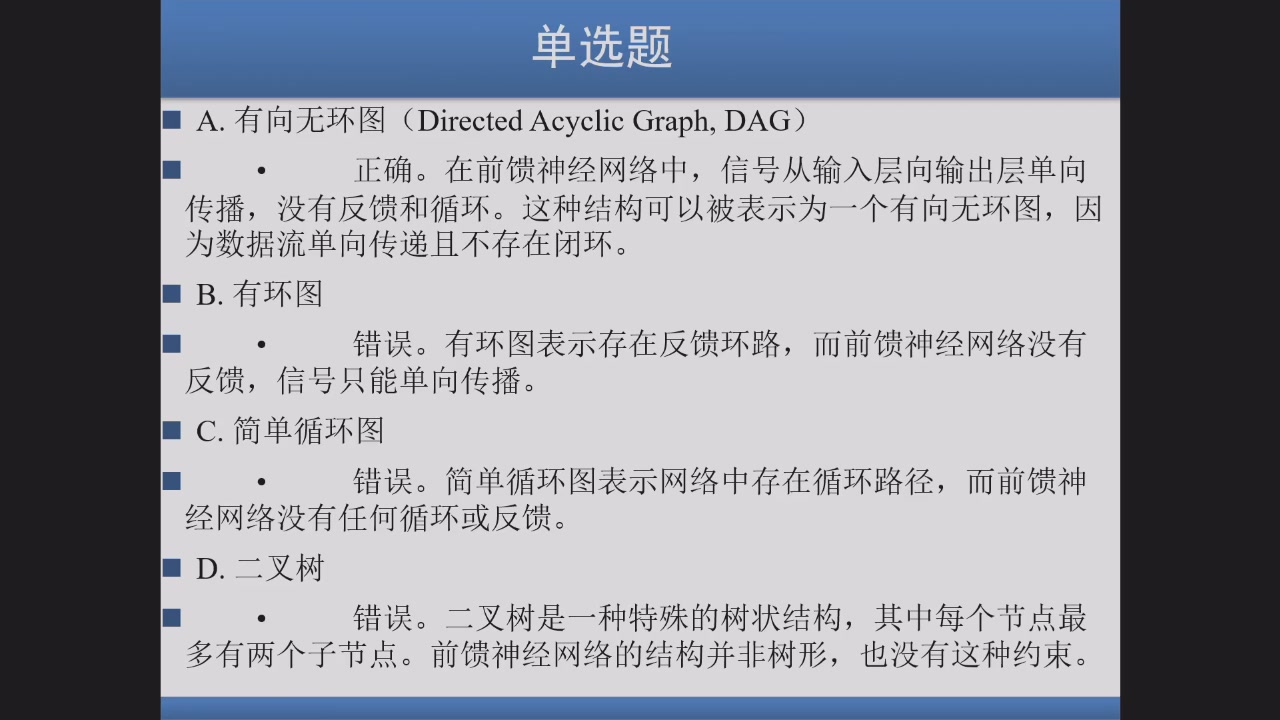 单选题
A. 有向无环图（Directed Acyclic Graph, DAG）
• 正确。在前馈神经网络中，信号从输入层向输出层单向
传播，没有反馈和循环。这种结构可以被表示为一个有向无环图，因
为数据流单向传递且不存在闭环。
B. 有环图
• 错误。有环图表示存在反馈环路，而前馈神经网络没有
反馈，信号只能单向传播。
C. 简单循环图
• 错误。简单循环图表示网络中存在循环路径，而前馈神
经网络没有任何循环或反馈。
D. 二叉树
• 错误。二叉树是一种特殊的树状结构，其中每个节点最
多有两个子节点。前馈神经网络的结构并非树形，也没有这种约束。